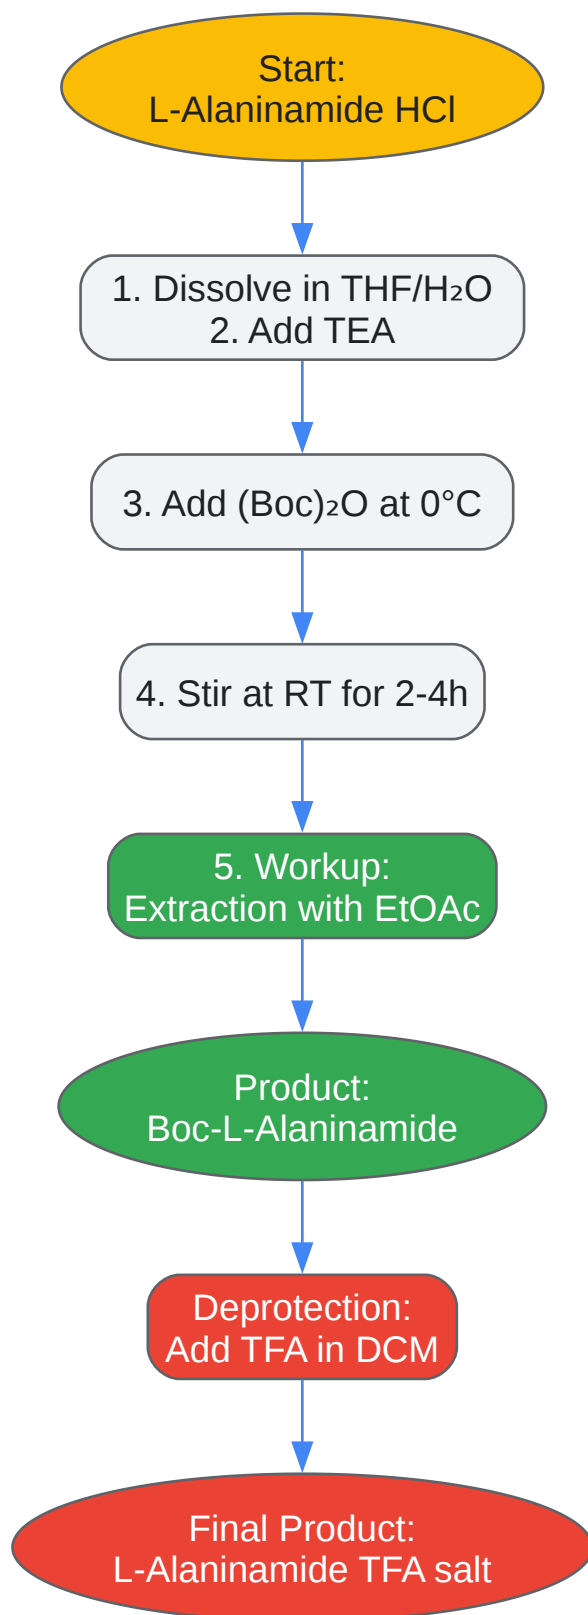 Start:
L-Alaninamide HCl
1. Dissolve in THF/H₂O
2. Add TEA
3. Add (Boc)₂O at 0°C
4. Stir at RT for 2-4h
5. Workup:
Extraction with EtOAc
Product:
Boc-L-Alaninamide
Deprotection:
Add TFA in DCM
Final Product:
L-Alaninamide TFA salt